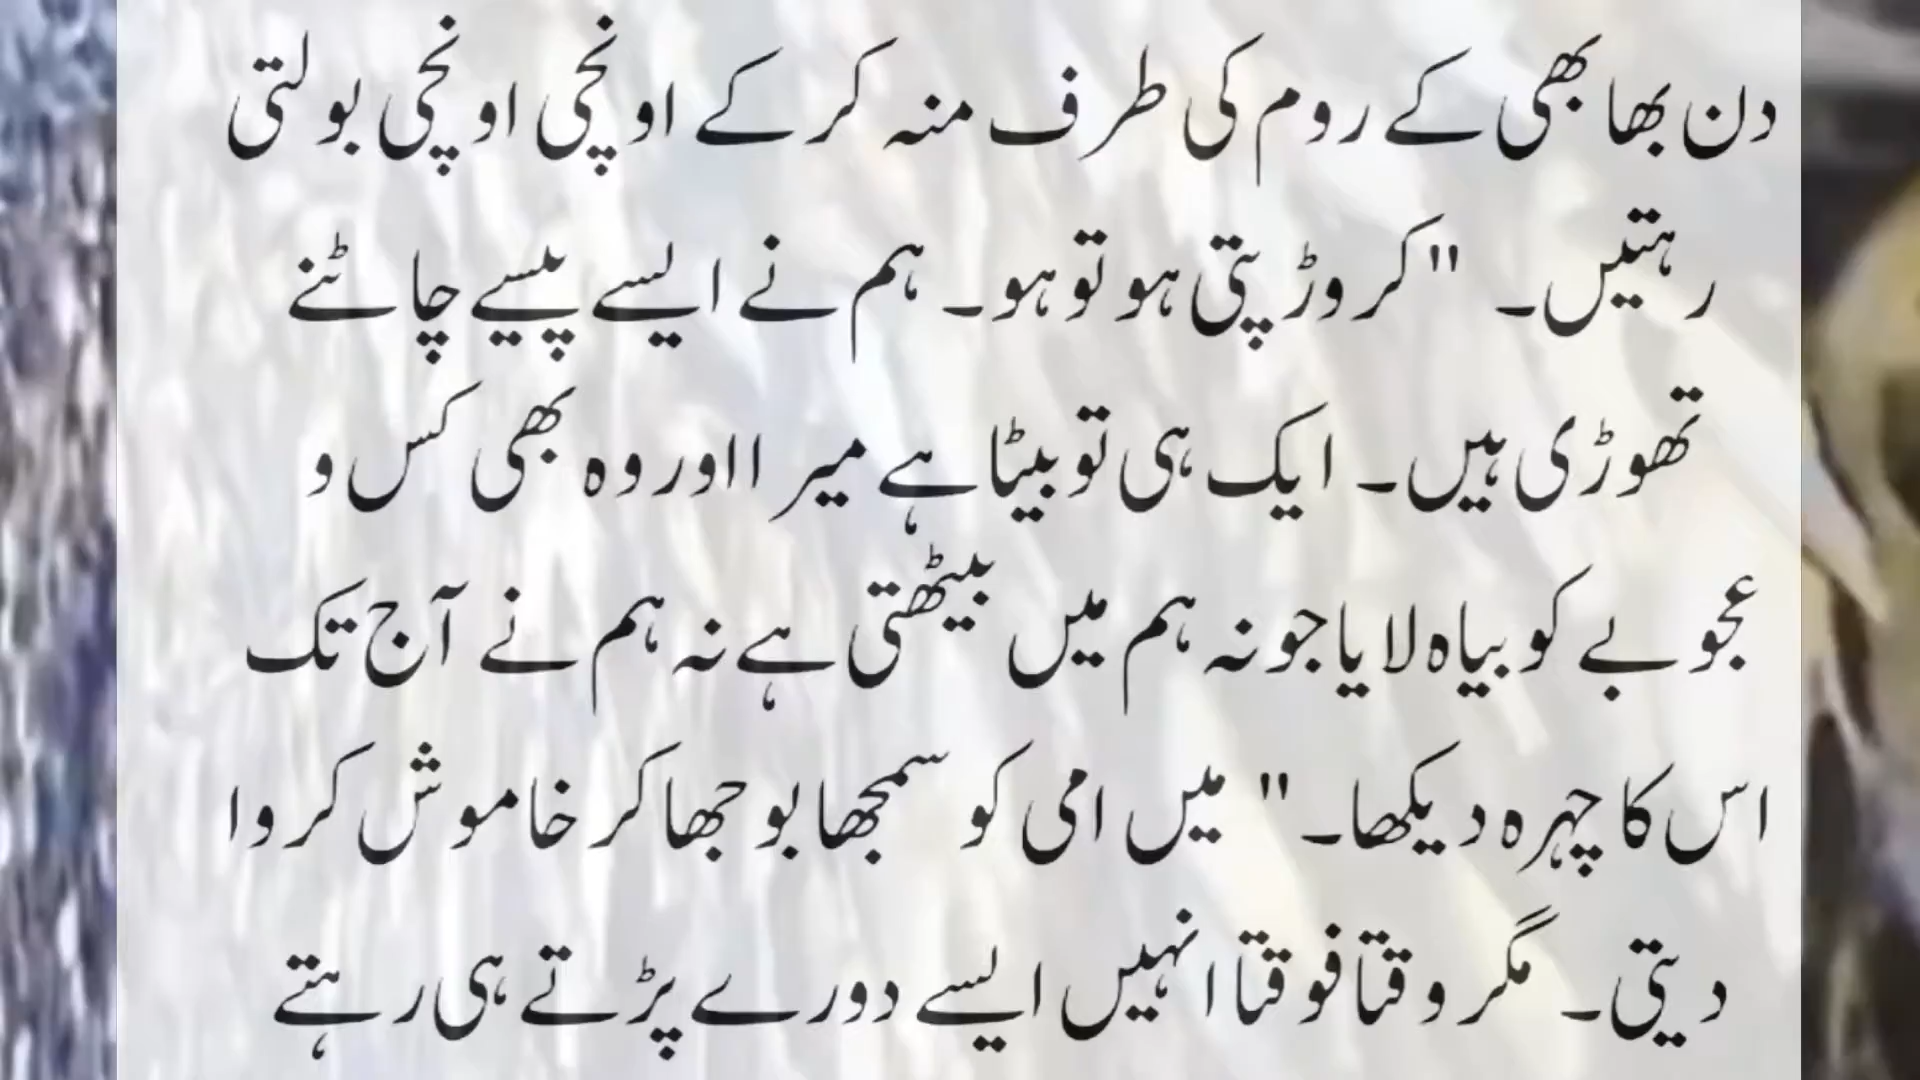 دن بھابھی کے روم کی طرف منہ کر کے اونچی اونچی بولتی
رہتیں۔ "کروڑ پتی ہو تو ہو۔ ہم نے ایسے پیسے چاٹنے
تھوڑی ہیں۔ ایک ہی تو بیٹا ہے میرا اور وہ بھی کس و
عجوبے کو بیاہ لایا جو نہ ہم میں بیٹھتی ہے نہ ہم نے آج تک
اس کا چہرہ دیکھا۔" میں امی کو سمجھا بوجھا کر خاموش کروا
دیتی۔ مگر وقتا فوقتا انہیں ایسے دورے پڑتے ہی رہتے